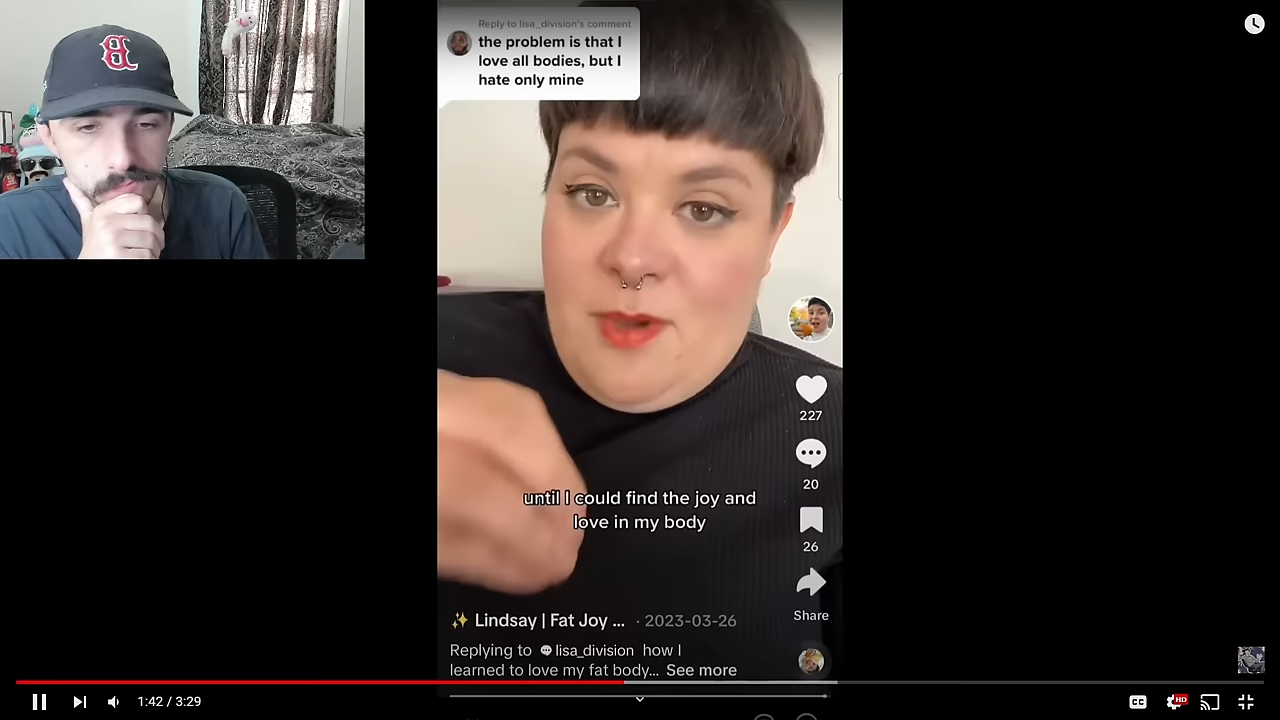 B
Reply to lisa_division's comment
the problem is that I
love all bodies, but I
hate only mine
227
20
26
until I could find the joy and
love in my body
Share
✨ Lindsay | Fat Joy ... · 2023-03-26
Replying to 💬lisa_division how I
learned to love my fat body... See more
1:42 / 3:29
CC
HD